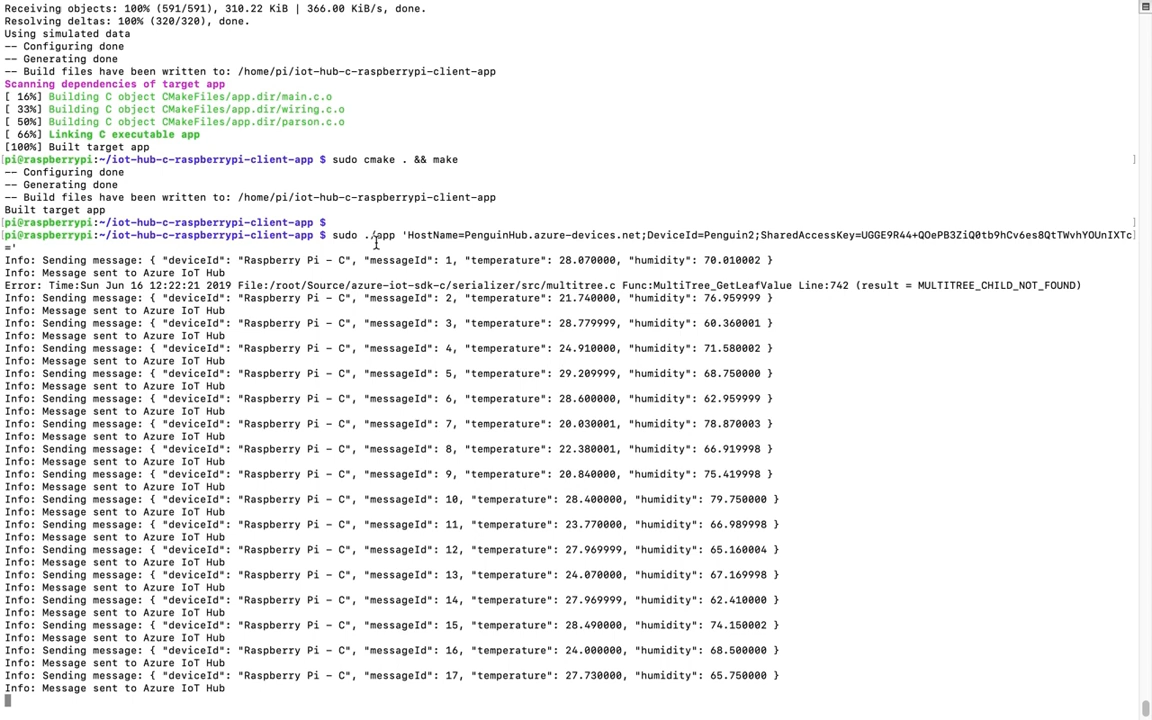 Receiving objects: 100% (591/591), 310.22 KiB | 366.00 KiB/s, done.
Resolving deltas: 100% (320/320), done.
Using simulated data
-- Configuring done
-- Generating done
-- Build files have been written to: /home/pi/iot-hub-c-raspberrypi-client-app
Scanning dependencies of target app
[ 16%] Building C object CMakeFiles/app.dir/main.c.o
[ 33%] Building C object CMakeFiles/app.dir/wiring.c.o
[ 50%] Building C object CMakeFiles/app.dir/parson.c.o
[ 66%] Linking C executable app
[100%] Built target app
[pi@raspberrypi:~/iot-hub-c-raspberrypi-client-app $ sudo cmake . && make ]
-- Configuring done
-- Generating done
-- Build files have been written to: /home/pi/iot-hub-c-raspberrypi-client-app
Built target app
[pi@raspberrypi:~/iot-hub-c-raspberrypi-client-app $ ]
[pi@raspberrypi:~/iot-hub-c-raspberrypi-client-app $ sudo ./app 'HostName=PenguinHub.azure-devices.net;DeviceId=Penguin2;SharedAccessKey=UGGE9R44+QOePB3ZiQ0tb9hCv6es8QtTWvhYOUnIXTc]
='
Info: Sending message: { "deviceId": "Raspberry Pi - C", "messageId": 1, "temperature": 28.070000, "humidity": 70.010002 }
Info: Message sent to Azure IoT Hub
Error: Time:Sun Jun 16 12:22:21 2019 File:/root/Source/azure-iot-sdk-c/serializer/src/multitree.c Func:MultiTree_GetLeafValue Line:742 (result = MULTITREE_CHILD_NOT_FOUND)
Info: Sending message: { "deviceId": "Raspberry Pi - C", "messageId": 2, "temperature": 21.740000, "humidity": 76.959999 }
Info: Message sent to Azure IoT Hub
Info: Sending message: { "deviceId": "Raspberry Pi - C", "messageId": 3, "temperature": 28.779999, "humidity": 60.360001 }
Info: Message sent to Azure IoT Hub
Info: Sending message: { "deviceId": "Raspberry Pi - C", "messageId": 4, "temperature": 24.910000, "humidity": 71.580002 }
Info: Message sent to Azure IoT Hub
Info: Sending message: { "deviceId": "Raspberry Pi - C", "messageId": 5, "temperature": 29.209999, "humidity": 68.750000 }
Info: Message sent to Azure IoT Hub
Info: Sending message: { "deviceId": "Raspberry Pi - C", "messageId": 6, "temperature": 28.600000, "humidity": 62.959999 }
Info: Message sent to Azure IoT Hub
Info: Sending message: { "deviceId": "Raspberry Pi - C", "messageId": 7, "temperature": 20.030001, "humidity": 78.870003 }
Info: Message sent to Azure IoT Hub
Info: Sending message: { "deviceId": "Raspberry Pi - C", "messageId": 8, "temperature": 22.380001, "humidity": 66.919998 }
Info: Message sent to Azure IoT Hub
Info: Sending message: { "deviceId": "Raspberry Pi - C", "messageId": 9, "temperature": 20.840000, "humidity": 75.419998 }
Info: Message sent to Azure IoT Hub
Info: Sending message: { "deviceId": "Raspberry Pi - C", "messageId": 10, "temperature": 28.400000, "humidity": 79.750000 }
Info: Message sent to Azure IoT Hub
Info: Sending message: { "deviceId": "Raspberry Pi - C", "messageId": 11, "temperature": 23.770000, "humidity": 66.989998 }
Info: Message sent to Azure IoT Hub
Info: Sending message: { "deviceId": "Raspberry Pi - C", "messageId": 12, "temperature": 27.969999, "humidity": 65.160004 }
Info: Message sent to Azure IoT Hub
Info: Sending message: { "deviceId": "Raspberry Pi - C", "messageId": 13, "temperature": 24.070000, "humidity": 67.169998 }
Info: Message sent to Azure IoT Hub
Info: Sending message: { "deviceId": "Raspberry Pi - C", "messageId": 14, "temperature": 27.969999, "humidity": 62.410000 }
Info: Message sent to Azure IoT Hub
Info: Sending message: { "deviceId": "Raspberry Pi - C", "messageId": 15, "temperature": 28.490000, "humidity": 74.150002 }
Info: Message sent to Azure IoT Hub
Info: Sending message: { "deviceId": "Raspberry Pi - C", "messageId": 16, "temperature": 24.000000, "humidity": 68.500000 }
Info: Message sent to Azure IoT Hub
Info: Sending message: { "deviceId": "Raspberry Pi - C", "messageId": 17, "temperature": 27.730000, "humidity": 65.750000 }
Info: Message sent to Azure IoT Hub